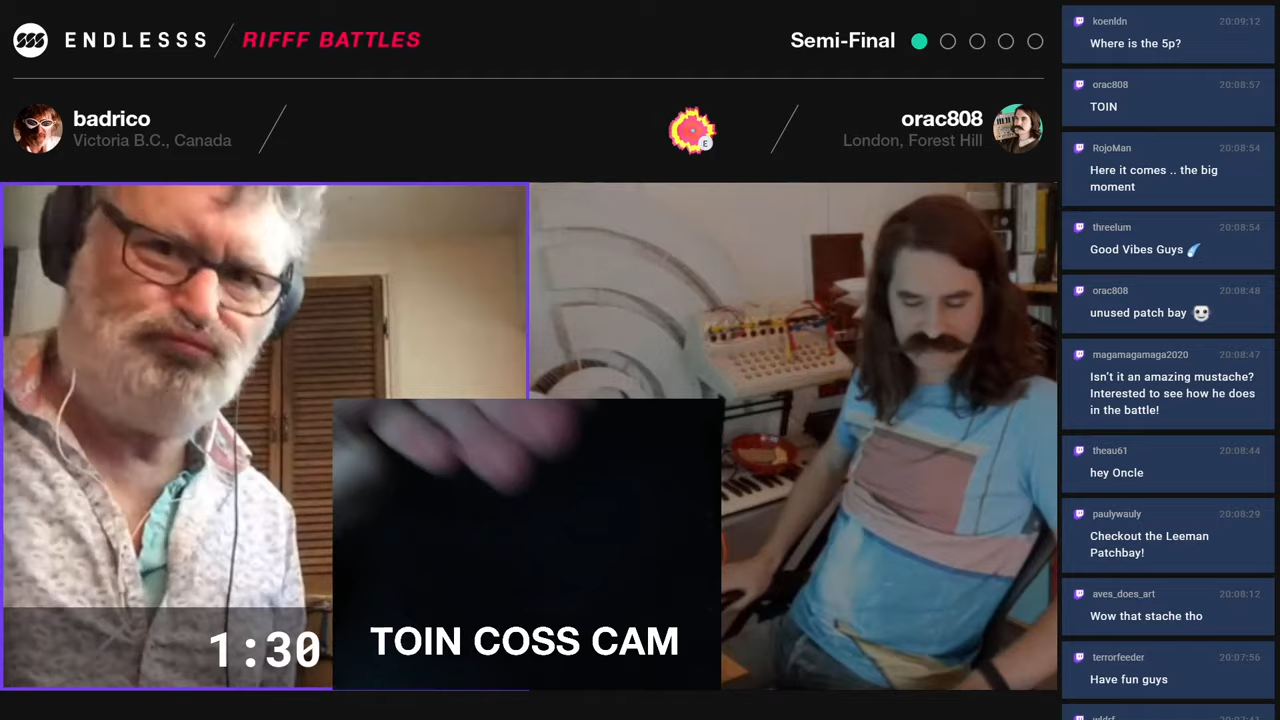 ENDLESSS / RIFFF BATTLES
Semi-Final
badrico
Victoria B.C., Canada
E
orac808
London, Forest Hill
1:30
TOIN COSS CAM
koenldn 20:09:12
Where is the 5p?
orac808 20:08:57
TOIN
RojoMan 20:08:54
Here it comes .. the big
moment
threelum 20:08:54
Good Vibes Guys
orac808 20:08:48
unused patch bay
magamagamaga2020 20:08:47
Isn't it an amazing mustache?
Interested to see how he does
in the battle!
theau61 20:08:44
hey Oncle
paulywauly 20:08:29
Checkout the Leeman
Patchbay!
aves_does_art 20:08:12
Wow that stache tho
terrorfeeder 20:07:56
Have fun guys